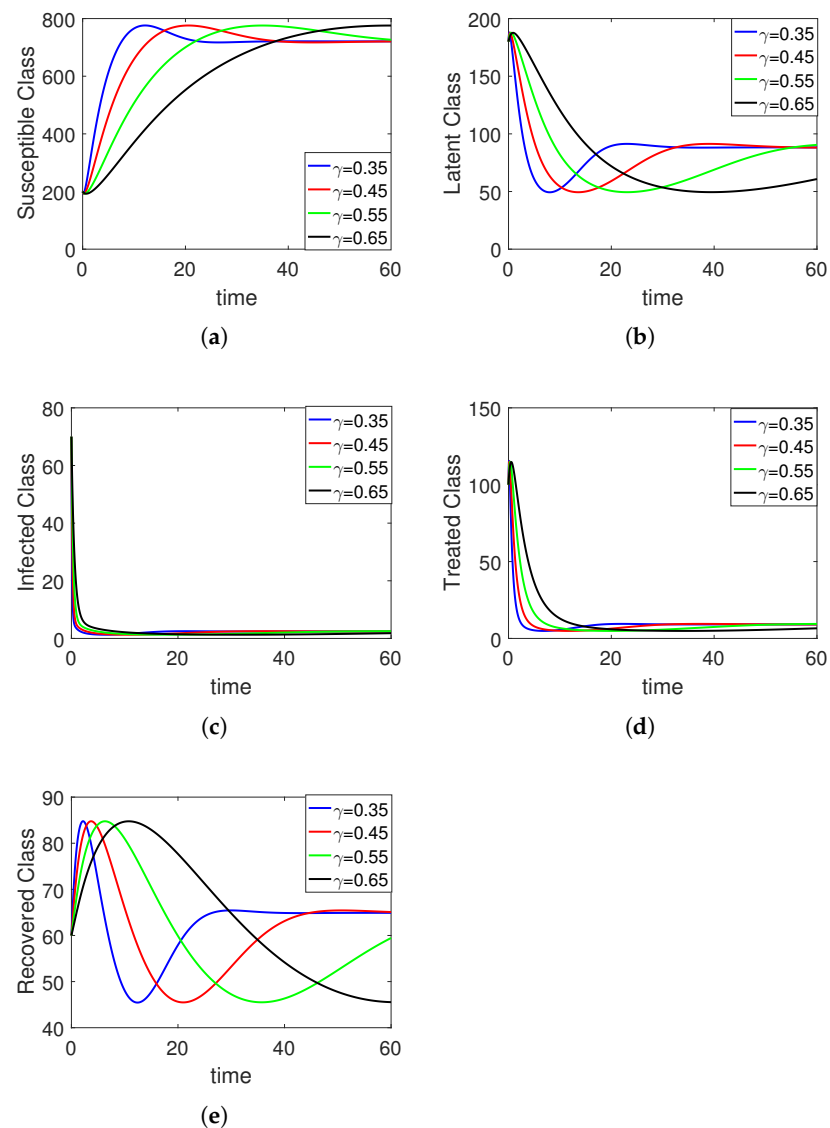 800
600
400
200
0
Susceptible Class
γ=0.35
γ=0.45
γ=0.55
γ=0.65
0 20 40 60
time
(a)
200
150
100
50
0
Latent Class
γ=0.35
γ=0.45
γ=0.55
γ=0.65
0 20 40 60
time
(b)
80
60
40
20
0
Infected Class
γ=0.35
γ=0.45
γ=0.55
γ=0.65
0 20 40 60
time
(c)
150
100
50
0
Treated Class
γ=0.35
γ=0.45
γ=0.55
γ=0.65
0 10 20 30 40 50 60
time
(d)
90
80
70
60
50
40
Recovered Class
γ=0.35
γ=0.45
γ=0.55
γ=0.65
0 20 40 60
time
(e)